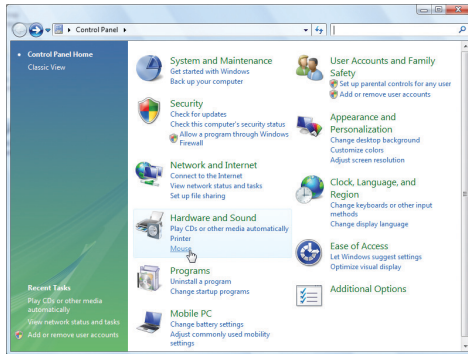 Control Panel
Control Panel Home
Classic View
System and Maintenance
Get started with Windows
Back up your computer
Security
Check for updates
Check this computer's security status
Allow a program through Windows
Firewall
Network and Internet
Connect to the Internet
View network status and tasks
Set up file sharing
Hardware and Sound
Play CDs or other media automatically
Printer
Mouse
Programs
Uninstall a program
Change startup programs
Mobile PC
Change battery settings
Adjust commonly used mobility
settings
User Accounts and Family
Safety
Set up parental controls for any user
Add or remove user accounts
Appearance and
Personalization
Change desktop background
Customize colors
Adjust screen resolution
Clock, Language, and
Region
Change keyboards or other input
methods
Change display language
Ease of Access
Let Windows suggest settings
Optimize visual display
Additional Options
Recent Tasks
Play CDs or other media
automatically
View network status and tasks
Add or remove user accounts